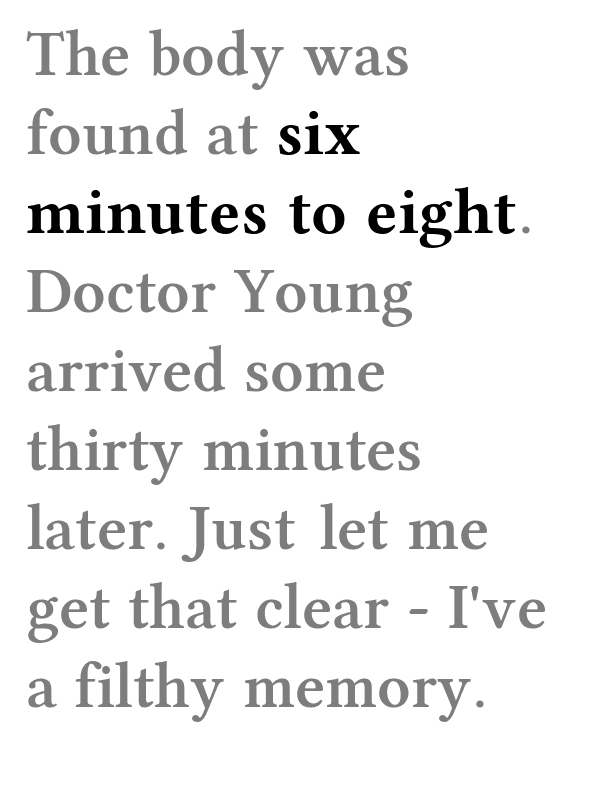 The body was
found at six
minutes to eight.
Doctor Young
arrived some
thirty minutes
later. Just let me
get that clear - I've
a filthy memory.